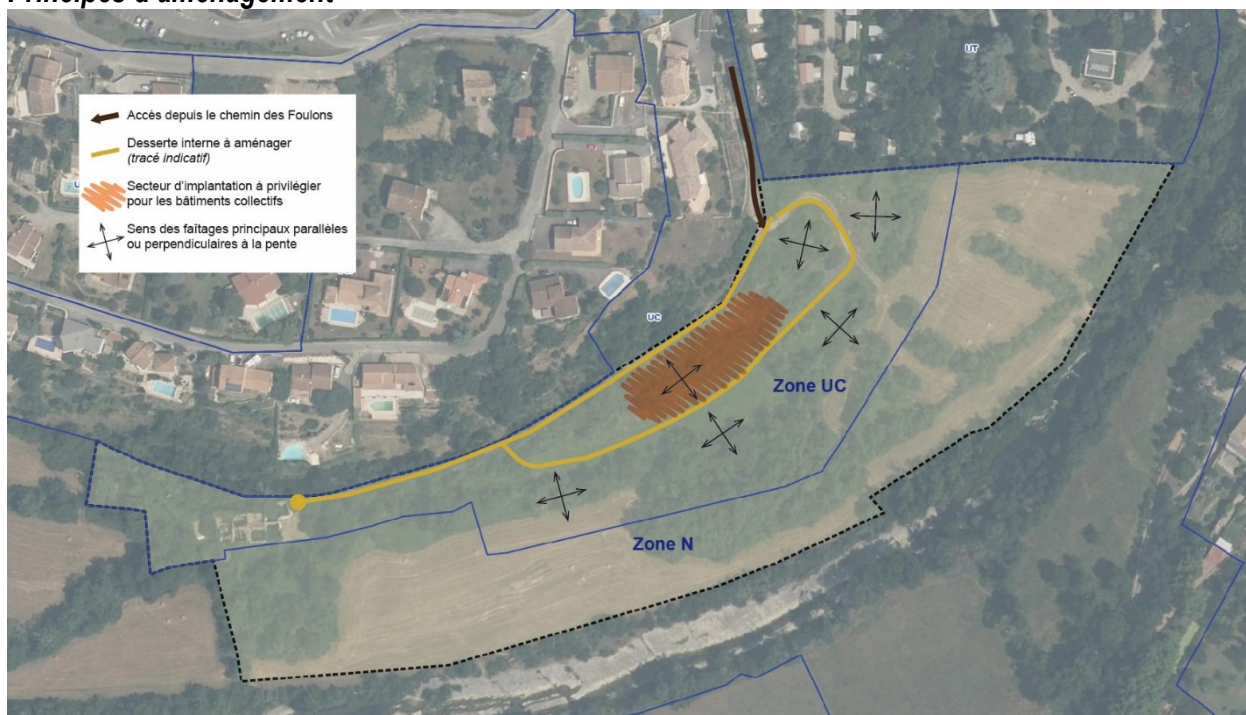 Principes d'aménagement
UT
Accès depuis le chemin des Foulons
Desserte interne à aménager
(tracé indicatif)
Secteur d'implantation à privilégier
pour les bâtiments collectifs
Sens des faîtages principaux parallèles
ou perpendiculaires à la pente
UC
Zone UC
Zone N